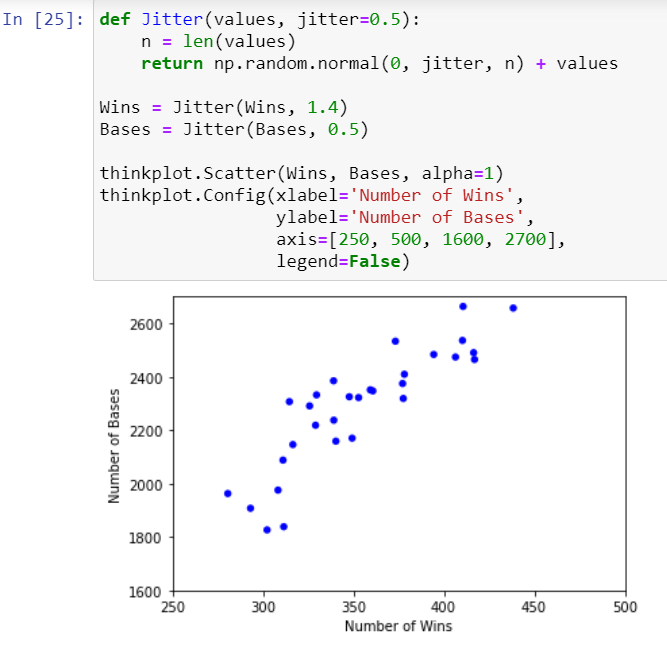 In [25]: def Jitter(values, jitter=0.5):
    n = len(values)
    return np.random.normal(0, jitter, n) + values

Wins = Jitter(Wins, 1.4)
Bases = Jitter(Bases, 0.5)

thinkplot.Scatter(Wins, Bases, alpha=1)
thinkplot.Config(xlabel='Number of Wins',
                 ylabel='Number of Bases',
                 axis=[250, 500, 1600, 2700],
                 legend=False)
2600
2400
2200
2000
1800
1600
Number of Bases
250 300 350 400 450 500
Number of Wins